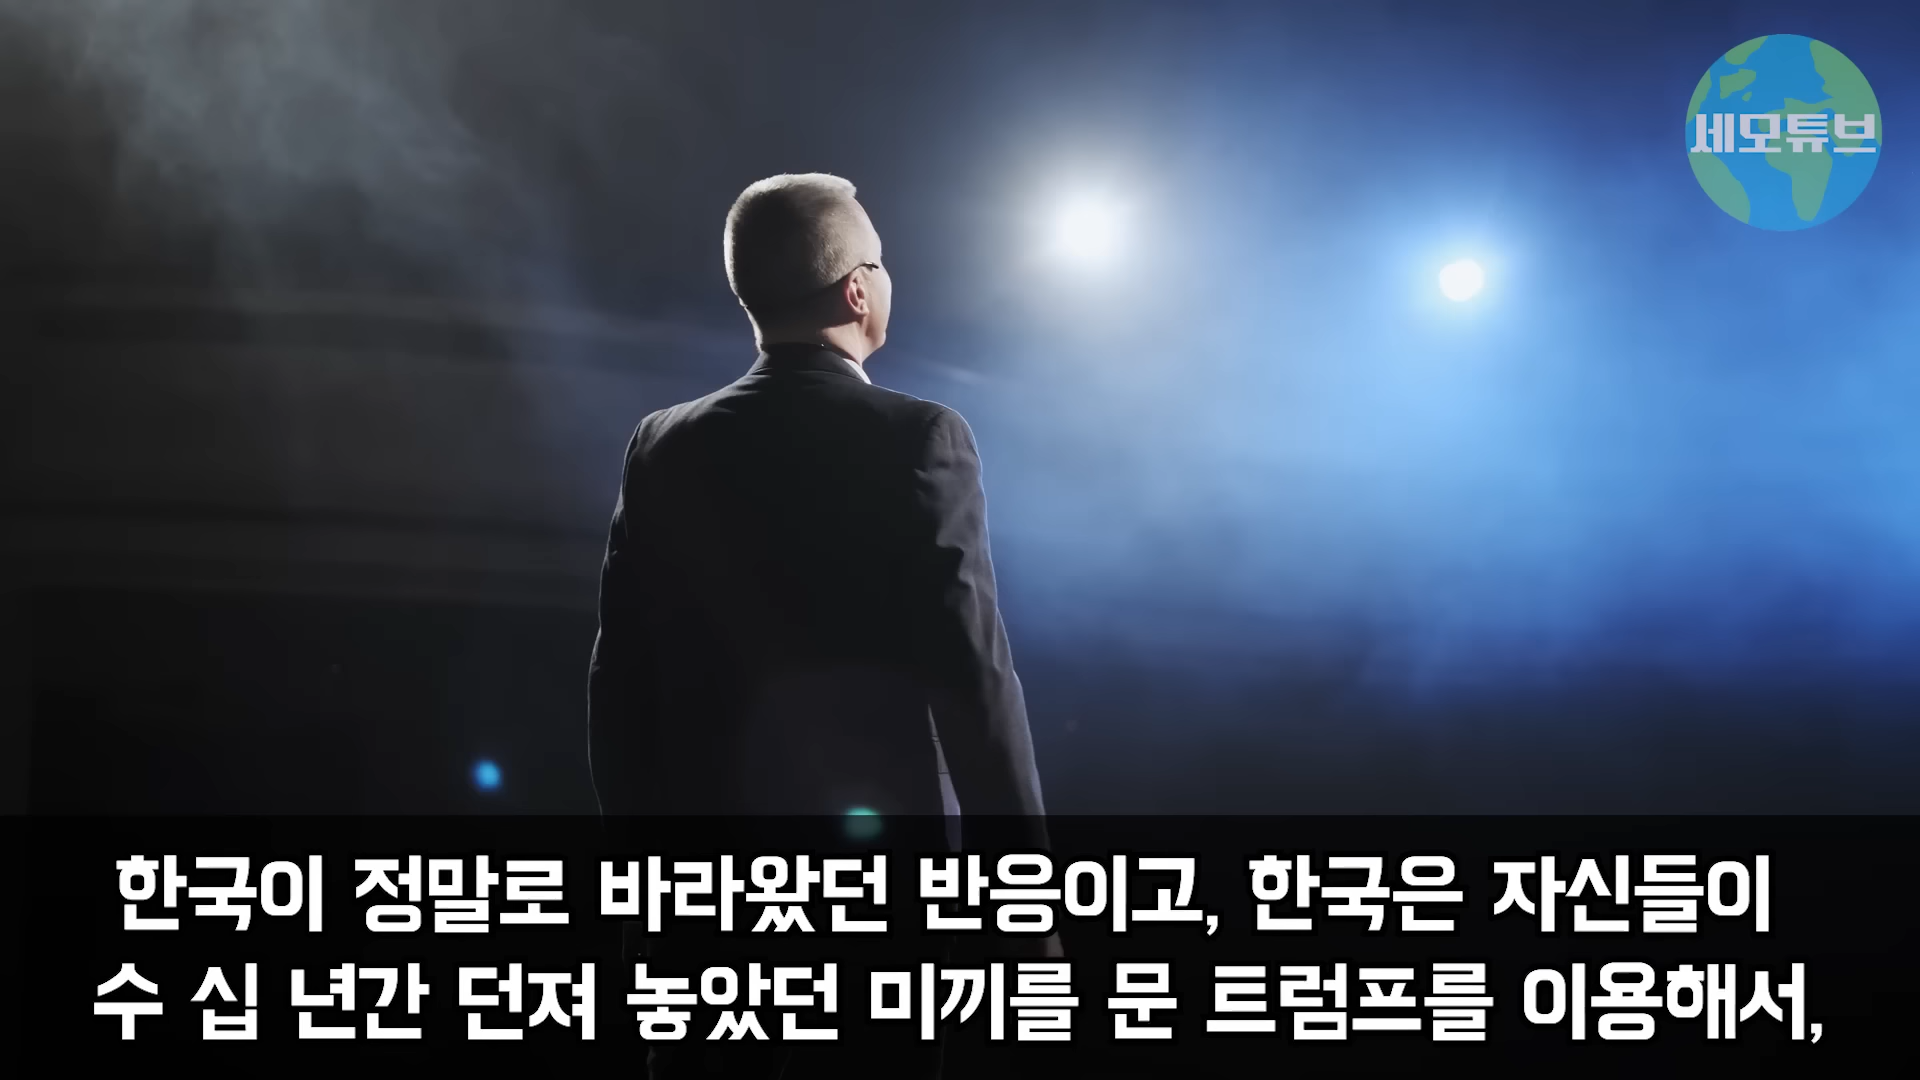 세모튜브
한국이 정말로 바라왔던 반응이고, 한국은 자신들이
수 십 년간 던져 놓았던 미끼를 문 트럼프를 이용해서,